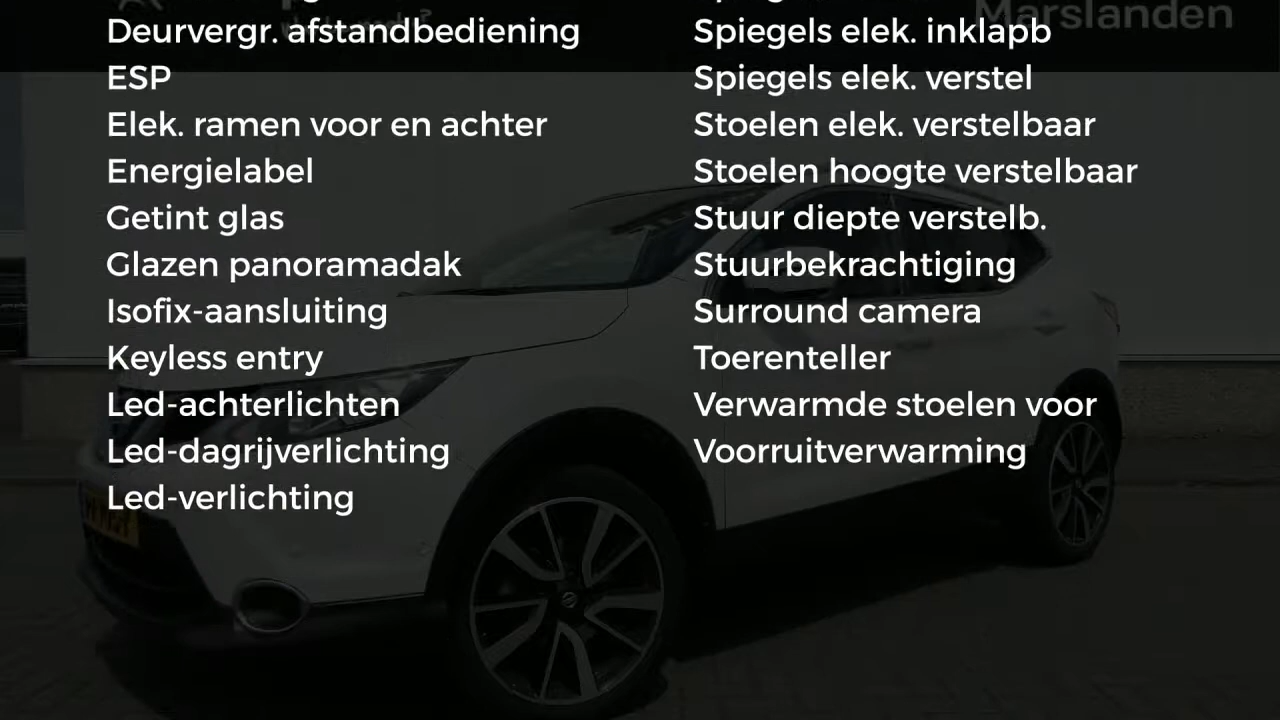 Marslanden
Deurvergr. afstandbediening
ESP
Elek. ramen voor en achter
Energielabel
Getint glas
Glazen panoramadak
Isofix-aansluiting
Keyless entry
Led-achterlichten
Led-dagrijverlichting
Led-verlichting
Spiegels elek. inklapb
Spiegels elek. verstel
Stoelen elek. verstelbaar
Stoelen hoogte verstelbaar
Stuur diepte verstelb.
Stuurbekrachtiging
Surround camera
Toerenteller
Verwarmde stoelen voor
Voorruitverwarming